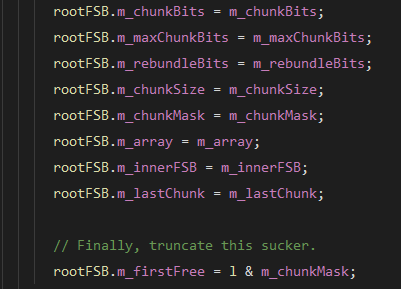 rootFSB.m_chunkBits = m_chunkBits;
rootFSB.m_maxChunkBits = m_maxChunkBits;
rootFSB.m_rebundleBits = m_rebundleBits;
rootFSB.m_chunkSize = m_chunkSize;
rootFSB.m_chunkMask = m_chunkMask;
rootFSB.m_array = m_array;
rootFSB.m_innerFSB = m_innerFSB;
rootFSB.m_lastChunk = m_lastChunk;
// Finally, truncate this sucker.
rootFSB.m_firstFree = l & m_chunkMask;